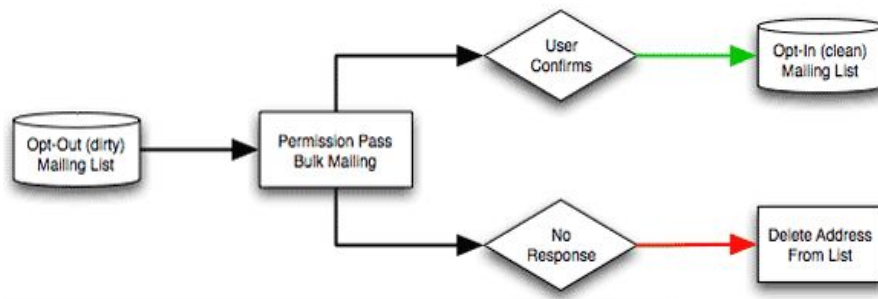 Opt-Out (dirty)
Mailing List
Permission Pass
Bulk Mailing
User
Confirms
Opt-In (clean)
Mailing List
No
Response
Delete Address
From List